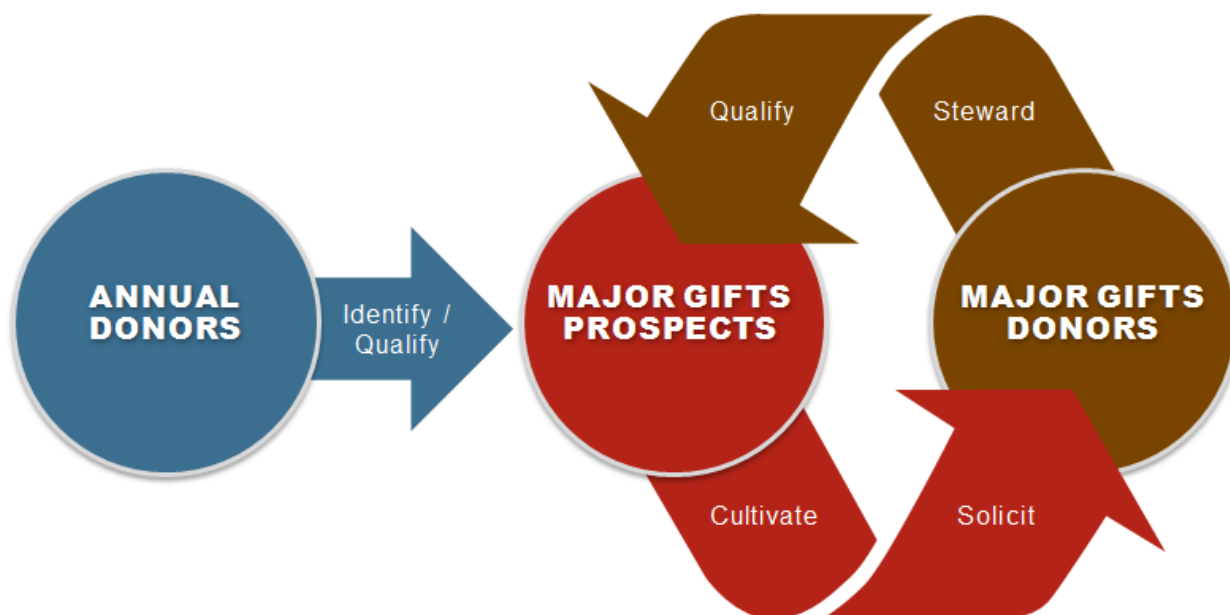 Qualify
Steward
ANNUAL
DONORS
Identify /
Qualify
MAJOR GIFTS
PROSPECTS
MAJOR GIFTS
DONORS
Cultivate
Solicit